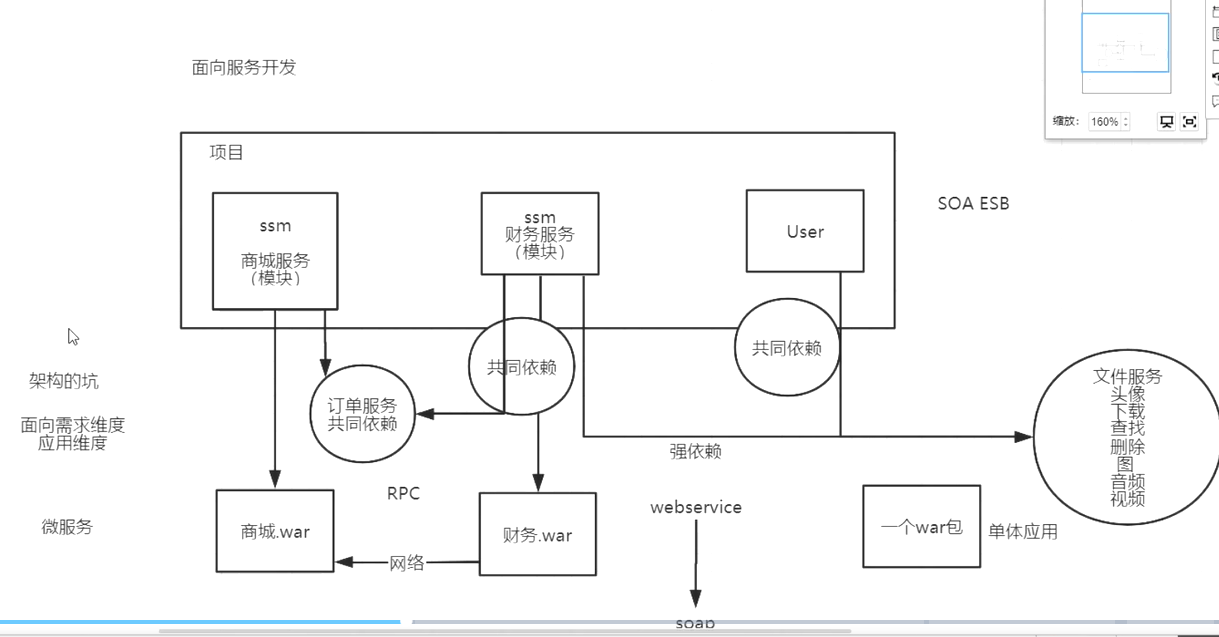 面向服务开发
缩放：
160%
项目
ssm
商城服务
（模块）
ssm
财务服务
（模块）
User
SOA ESB
共同依赖
共同依赖
订单服务
共同依赖
架构的坑
面向需求维度
应用维度
文件服务
头像
下载
查找
删除
图
音频
视频
强依赖
RPC
webservice
微服务
商城.war
网络
财务.war
一个war包
单体应用
soap